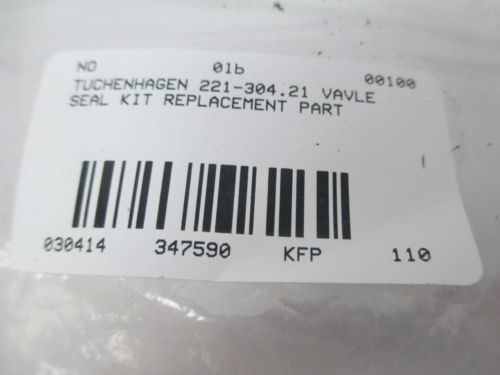 NO 01b 00100
TUCHENHAGEN 221-304.21 VAVLE
SEAL KIT REPLACEMENT PART
030414 347590 KFP 110